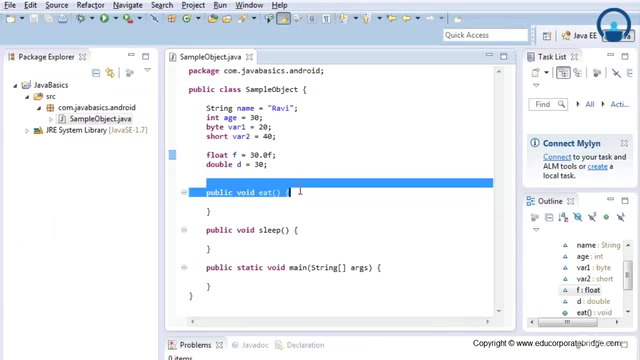 File Edit Source Refactor Navigate Search Project Run Window Help
Quick Access
Java EE
Java
Package Explorer
JavaBasics
src
com.javabasics.android
SampleObject.java
JRE System Library [JavaSE-1.7]
SampleObject.java
package com.javabasics.android;
public class SampleObject {
String name = "Ravi";
int age = 30;
byte var1 = 20;
short var2 = 40;
float f = 30.0f;
double d = 30;
public void eat() {
}
public void sleep() {
}
public static void main(String[] args) {
}
}
Problems Javadoc Declaration
0 items
Task List
Find All Acti
Connect Mylyn
Connect to your task and
ALM tools or create a
local task.
Outline
name : String
age : int
var1 : byte
var2 : short
f : float
d : double
eat() : void
www.educorporatebridge.com